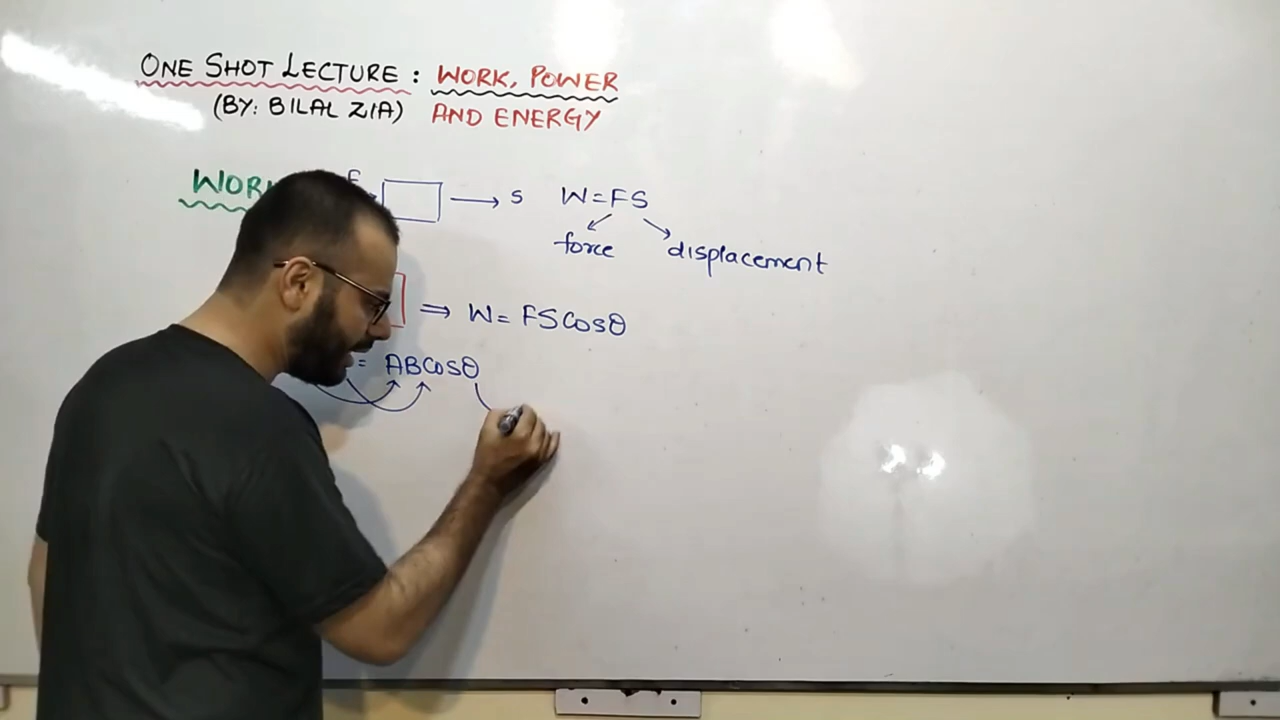 ONE SHOT LECTURE: WORK, POWER
(BY: BILAL ZIA) AND ENERGY
F
S W=FS
force displacement
⇒ W= FSCosθ
= ABCosθ